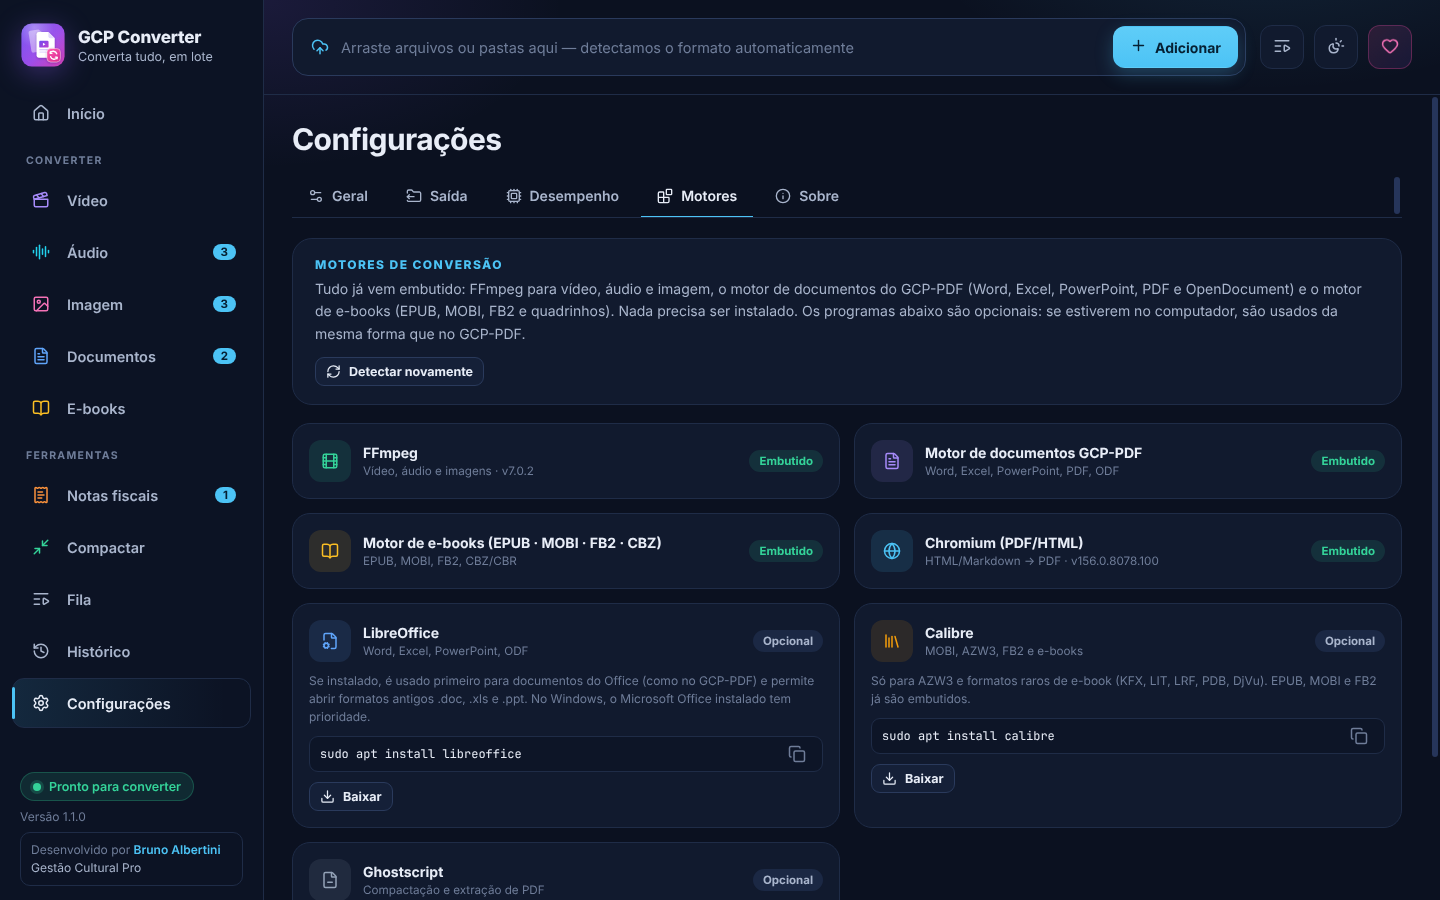 GCP Converter
Converta tudo, em lote
Início
CONVERTER
Vídeo
Áudio 3
Imagem 3
Documentos 2
E-books
FERRAMENTAS
Notas fiscais 1
Compactar
Fila
Histórico
Configurações
Pronto para converter
Versão 1.1.0
Desenvolvido por Bruno Albertini
Gestão Cultural Pro
Arraste arquivos ou pastas aqui — detectamos o formato automaticamente
Adicionar
Configurações
Geral Saída Desempenho Motores Sobre
MOTORES DE CONVERSÃO
Tudo já vem embutido: FFmpeg para vídeo, áudio e imagem, o motor de documentos do GCP-PDF (Word, Excel, PowerPoint, PDF e OpenDocument) e o motor
de e-books (EPUB, MOBI, FB2 e quadrinhos). Nada precisa ser instalado. Os programas abaixo são opcionais: se estiverem no computador, são usados da
mesma forma que no GCP-PDF.
Detectar novamente
FFmpeg
Vídeo, áudio e imagens · v7.0.2
Embutido
Motor de documentos GCP-PDF
Word, Excel, PowerPoint, PDF, ODF
Embutido
Motor de e-books (EPUB · MOBI · FB2 · CBZ)
EPUB, MOBI, FB2, CBZ/CBR
Embutido
Chromium (PDF/HTML)
HTML/Markdown → PDF · v156.0.8078.100
Embutido
LibreOffice
Word, Excel, PowerPoint, ODF
Opcional
Se instalado, é usado primeiro para documentos do Office (como no GCP-PDF) e permite
abrir formatos antigos .doc, .xls e .ppt. No Windows, o Microsoft Office instalado tem
prioridade.
sudo apt install libreoffice
Baixar
Calibre
MOBI, AZW3, FB2 e e-books
Opcional
Só para AZW3 e formatos raros de e-book (KFX, LIT, LRF, PDB, DjVu). EPUB, MOBI e FB2
já são embutidos.
sudo apt install calibre
Baixar
Ghostscript
Compactação e extração de PDF
Opcional